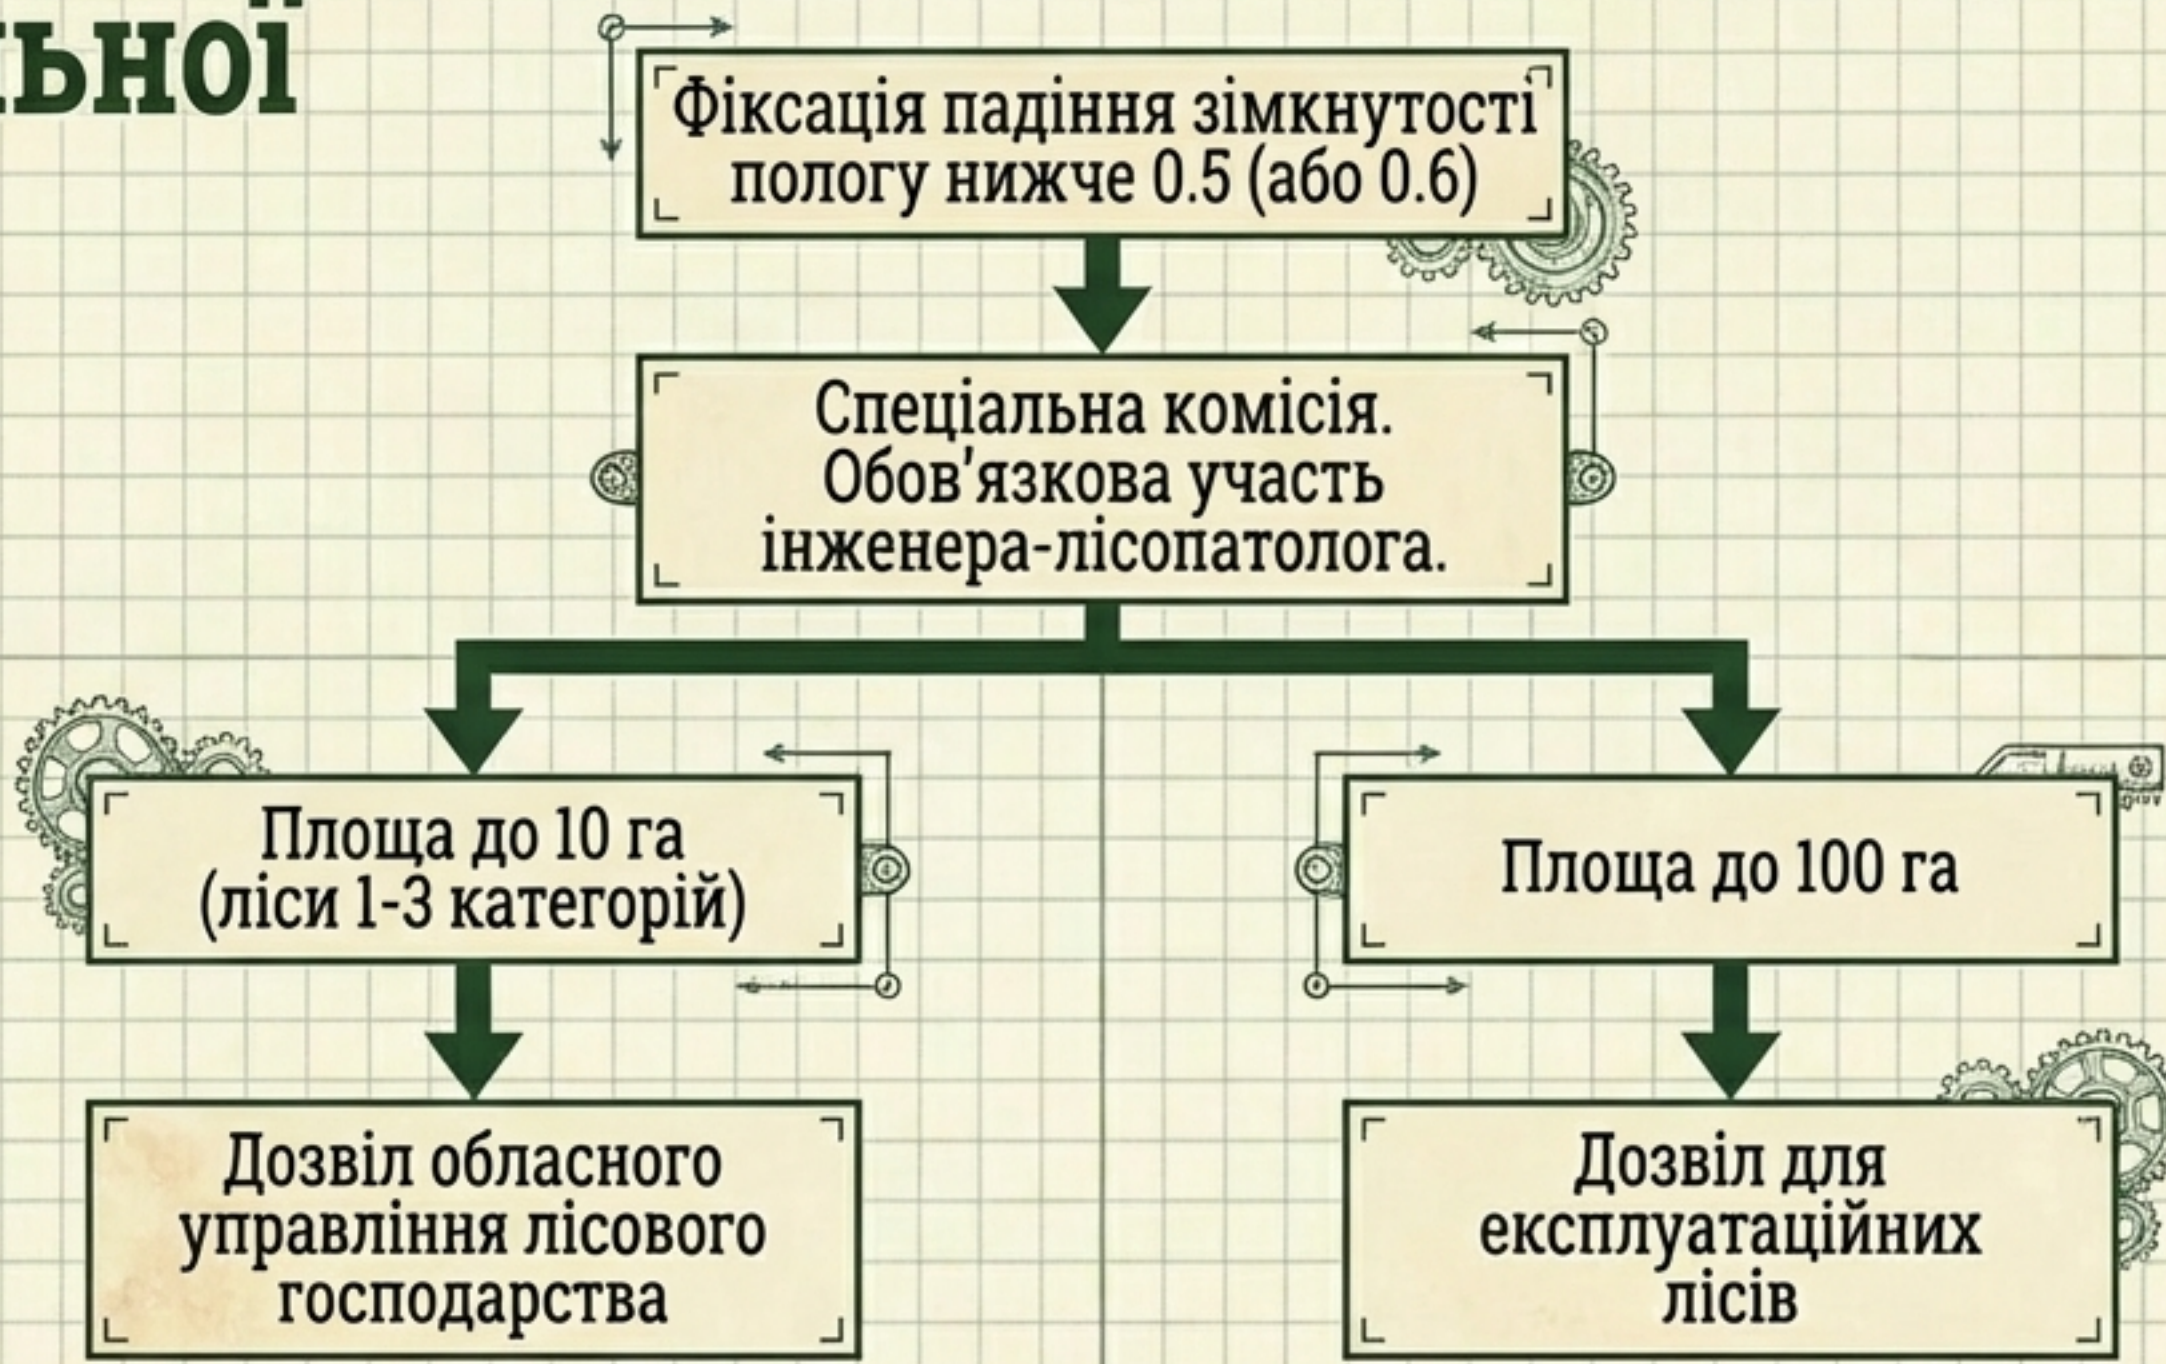 Фіксація падіння зімкнутості
пологу нижче 0.5 (або 0.6)
Спеціальна комісія.
Обов'язкова участь
інженера-лісопатолога.
Площа до 10 га
(ліси 1-3 категорій)
Площа до 100 га
Дозвіл обласного
управління лісового
господарства
Дозвіл для
експлуатаційних
лісів